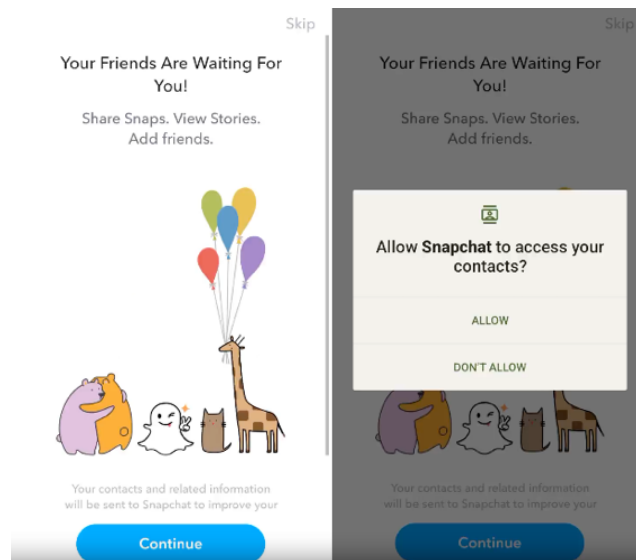 Skip
Your Friends Are Waiting For
You!
Share Snaps. View Stories.
Add friends.
Your contacts and related information
will be sent to Snapchat to improve your
Continue
Skip
Your Friends Are Waiting For
You!
Share Snaps. View Stories.
Add friends.
Allow Snapchat to access your
contacts?
ALLOW
DON'T ALLOW
Your contacts and related information
will be sent to Snapchat to improve your
Continue